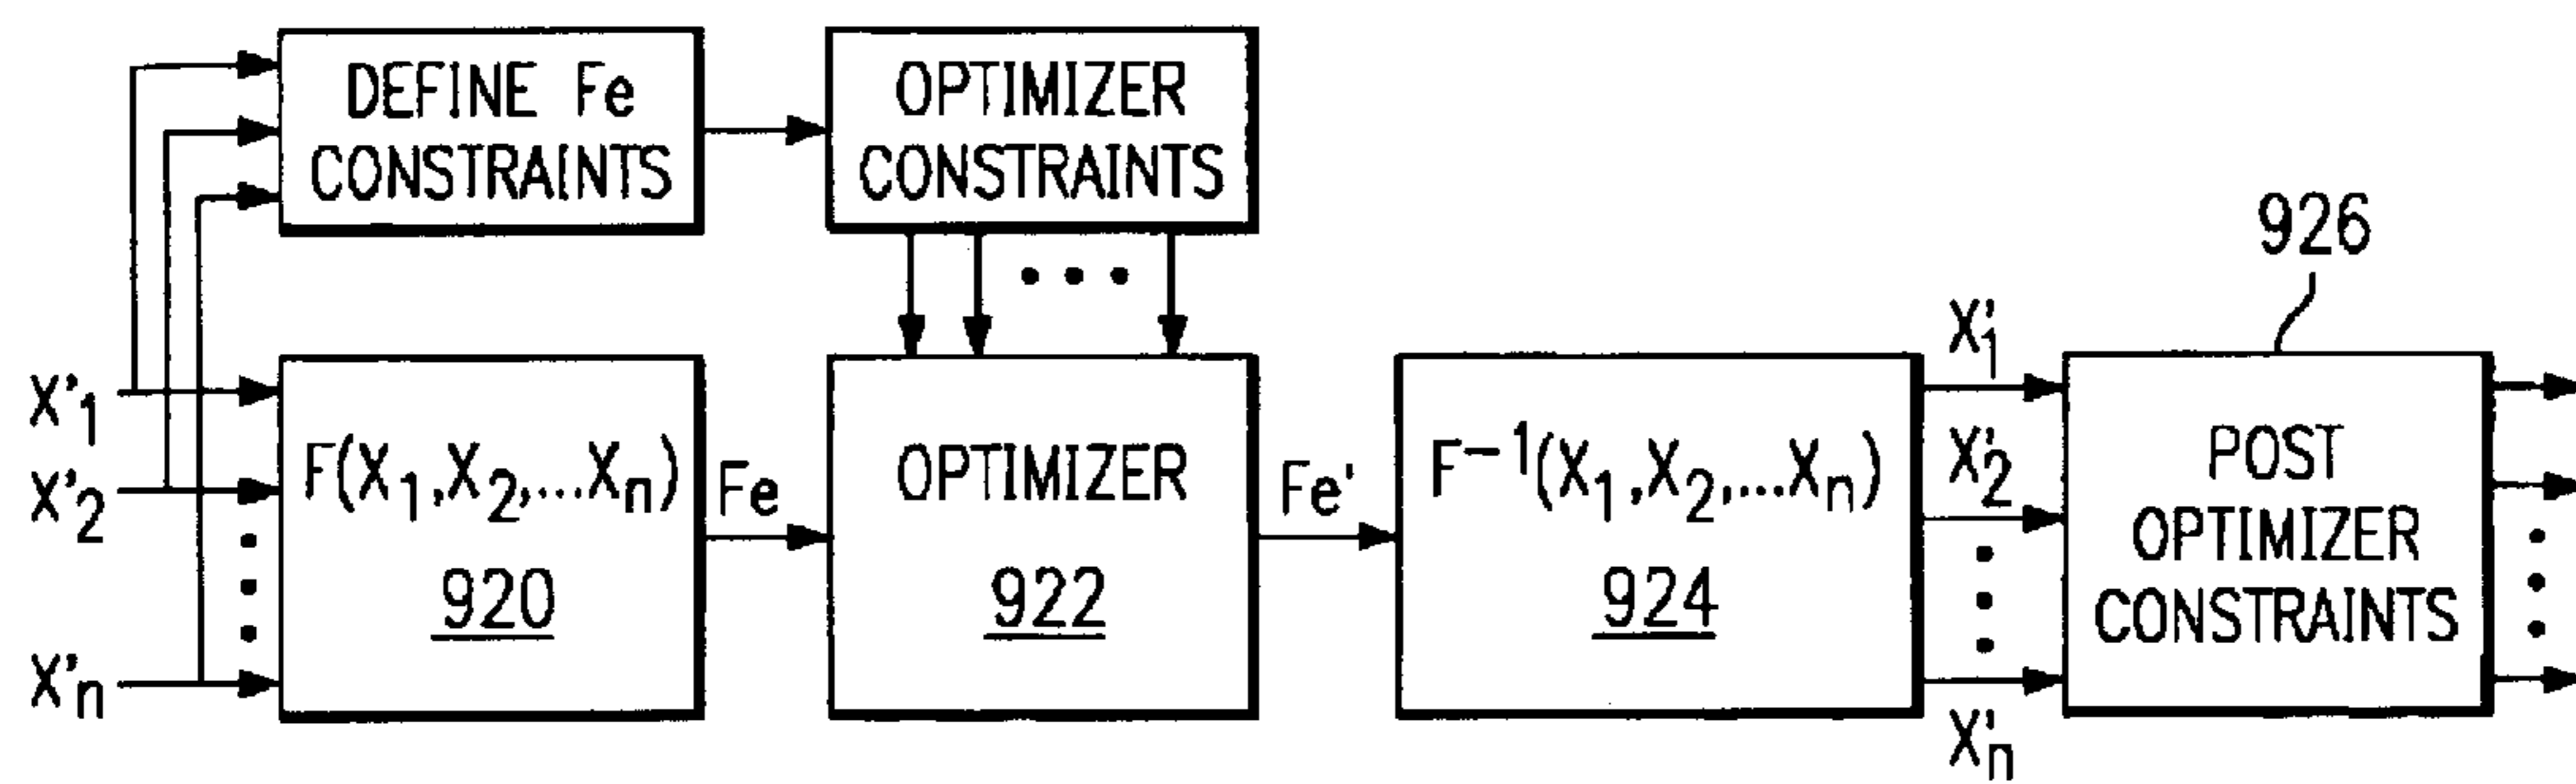 DEFINE Fe
CONSTRAINTS
OPTIMIZER
CONSTRAINTS
926
X'1
X'2
X'n
F(X1,X2,...Xn)
920
Fe
OPTIMIZER
922
Fe'
F-1(X1,X2,...Xn)
924
X'1
X'2
X'n
POST
OPTIMIZER
CONSTRAINTS